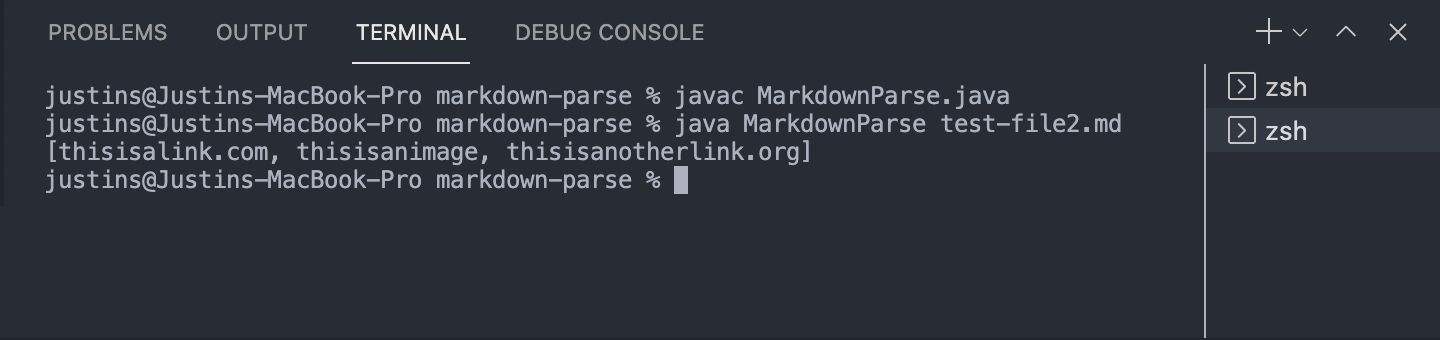 PROBLEMS OUTPUT TERMINAL DEBUG CONSOLE
justins@Justins-MacBook-Pro markdown-parse % javac MarkdownParse.java
justins@Justins-MacBook-Pro markdown-parse % java MarkdownParse test-file2.md
[thisisalink.com, thisisanimage, thisisanotherlink.org]
justins@Justins-MacBook-Pro markdown-parse %
zsh
zsh